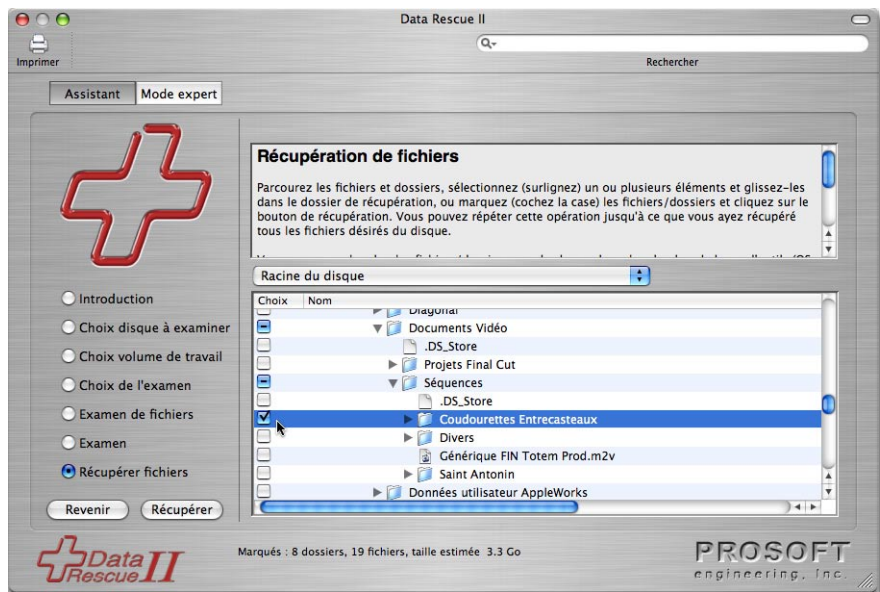 Data Rescue II
Imprimer
Rechercher
Assistant
Mode expert
Récupération de fichiers
Parcourez les fichiers et dossiers, sélectionnez (surlignez) un ou plusieurs éléments et glissez-les
dans le dossier de récupération, ou marquez (cochez la case) les fichiers/dossiers et cliquez sur le
bouton de récupération. Vous pouvez répéter cette opération jusqu'à ce que vous ayez récupéré
tous les fichiers désirés du disque.
Racine du disque
Introduction
Choix disque à examiner
Choix volume de travail
Choix de l'examen
Examen de fichiers
Examen
Récupérer fichiers
Revenir
Récupérer
Choix Nom
Diagonal
Documents Vidéo
.DS_Store
Projets Final Cut
Séquences
.DS_Store
Coudourettes Entrecasteaux
Divers
Générique FIN Totem Prod.m2v
Saint Antonin
Données utilisateur AppleWorks
Data
Rescue II
Marqués : 8 dossiers, 19 fichiers, taille estimée 3.3 Go
PROSOFT
engineering, inc.